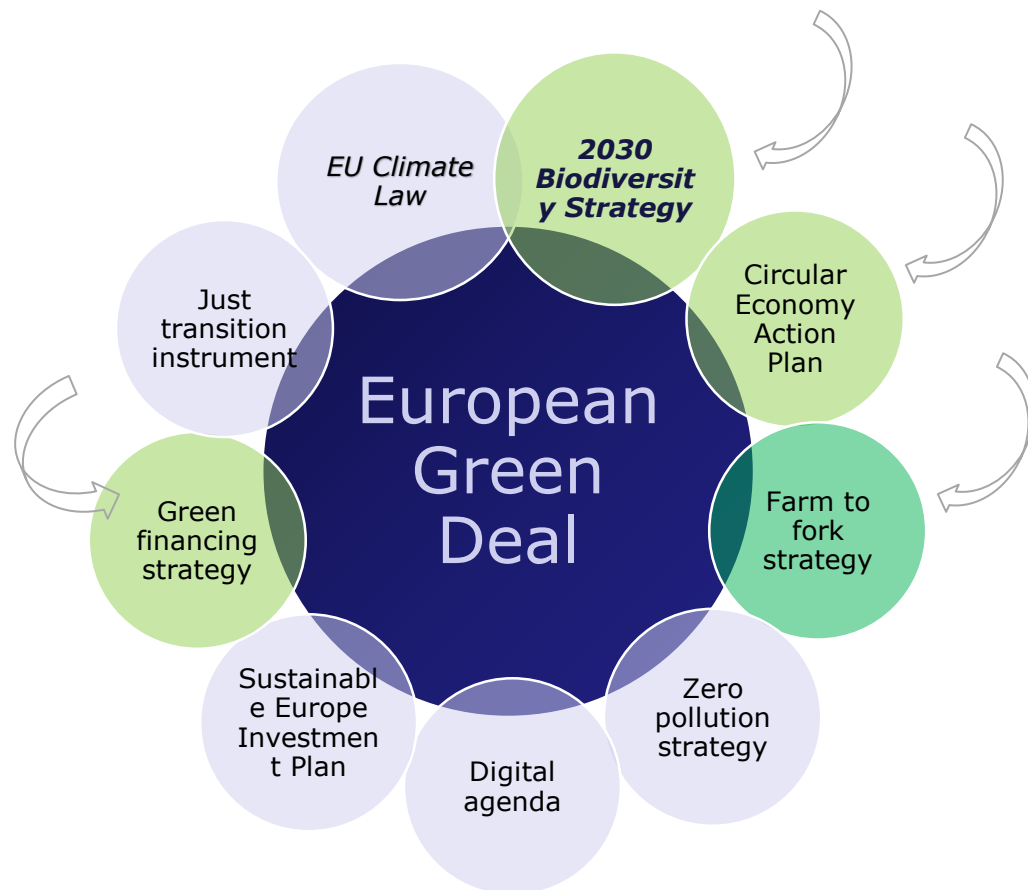 EU Climate
Law
2030
Biodiversit
y Strategy
Circular
Economy
Action
Plan
Just
transition
instrument
European
Green
Deal
Farm to
fork
strategy
Green
financing
strategy
Sustainabl
e Europe
Investmen
t Plan
Zero
pollution
strategy
Digital
agenda